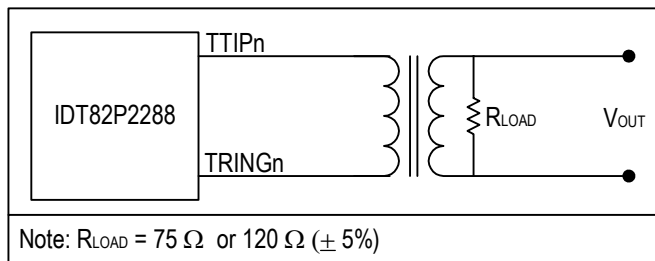 TTIPn
IDT82P2288
RLOAD
VOUT
TRINGn
Note: RLOAD = 75 Ω or 120 Ω (± 5%)